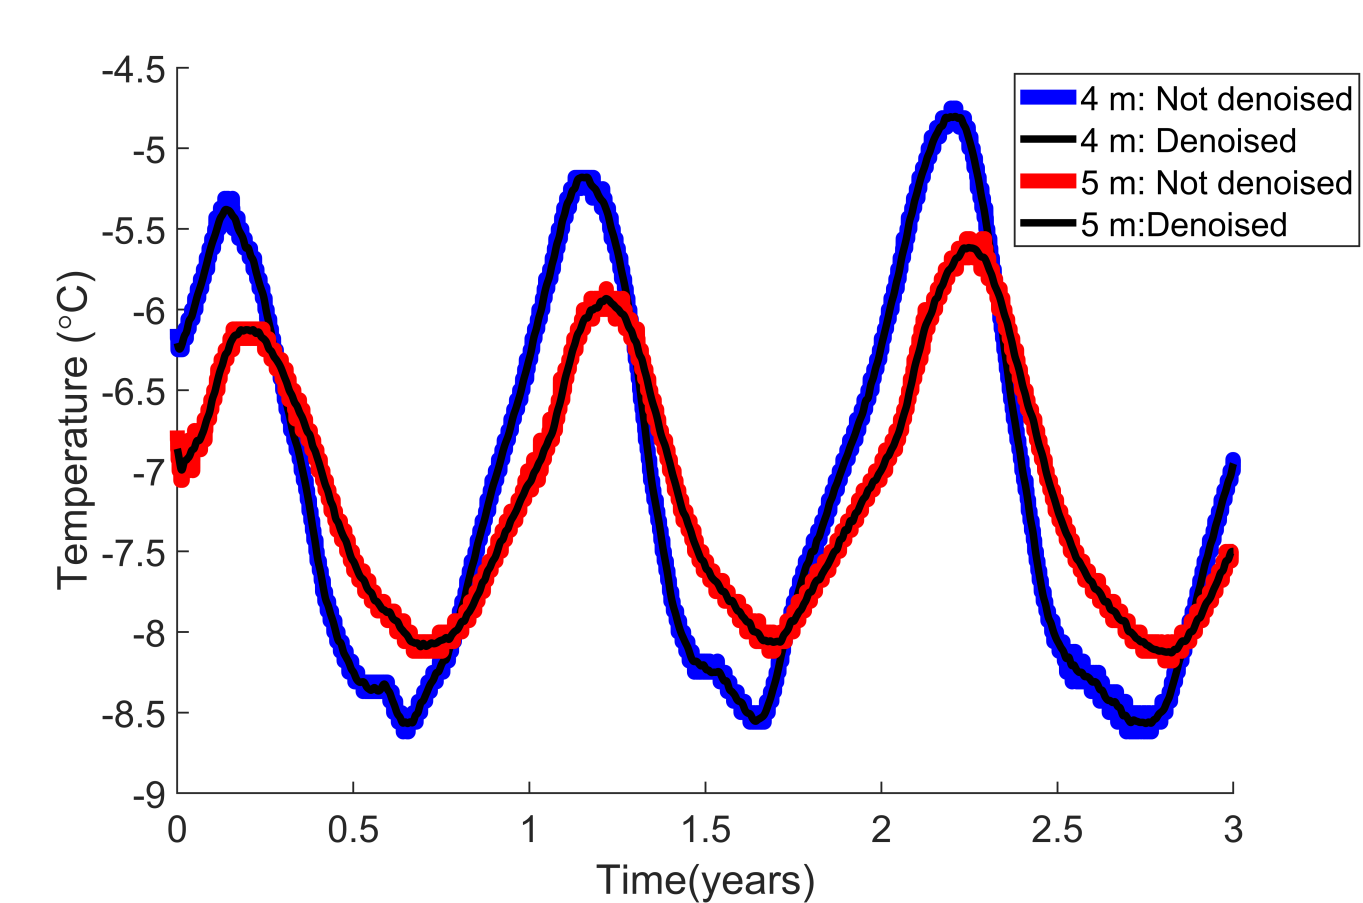 -4.5
-5
-5.5
-6
-6.5
-7
-7.5
-8
-8.5
-9
0
0.5
1
1.5
2
2.5
3
Temperature (°C)
Time(years)
4 m: Not denoised
4 m: Denoised
5 m: Not denoised
5 m:Denoised